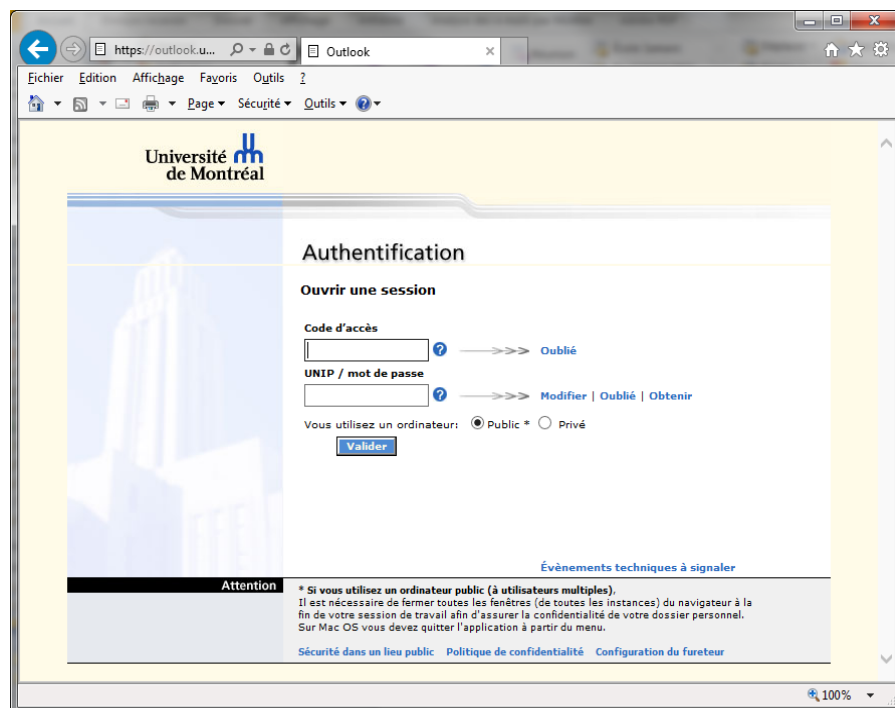 https://outlook.u...
Outlook
Fichier Edition Affichage Favoris Outils ?
Page Sécurité Outils
Université
de Montréal
Authentification
Ouvrir une session
Code d'accès
>>> Oublié
UNIP / mot de passe
>>> Modifier | Oublié | Obtenir
Vous utilisez un ordinateur: Public * Privé
Valider
Évènements techniques à signaler
Attention
* Si vous utilisez un ordinateur public (à utilisateurs multiples),
Il est nécessaire de fermer toutes les fenêtres (de toutes les instances) du navigateur à la
fin de votre session de travail afin d'assurer la confidentialité de votre dossier personnel.
Sur Mac OS vous devez quitter l'application à partir du menu.
Sécurité dans un lieu public Politique de confidentialité Configuration du fureteur
100%